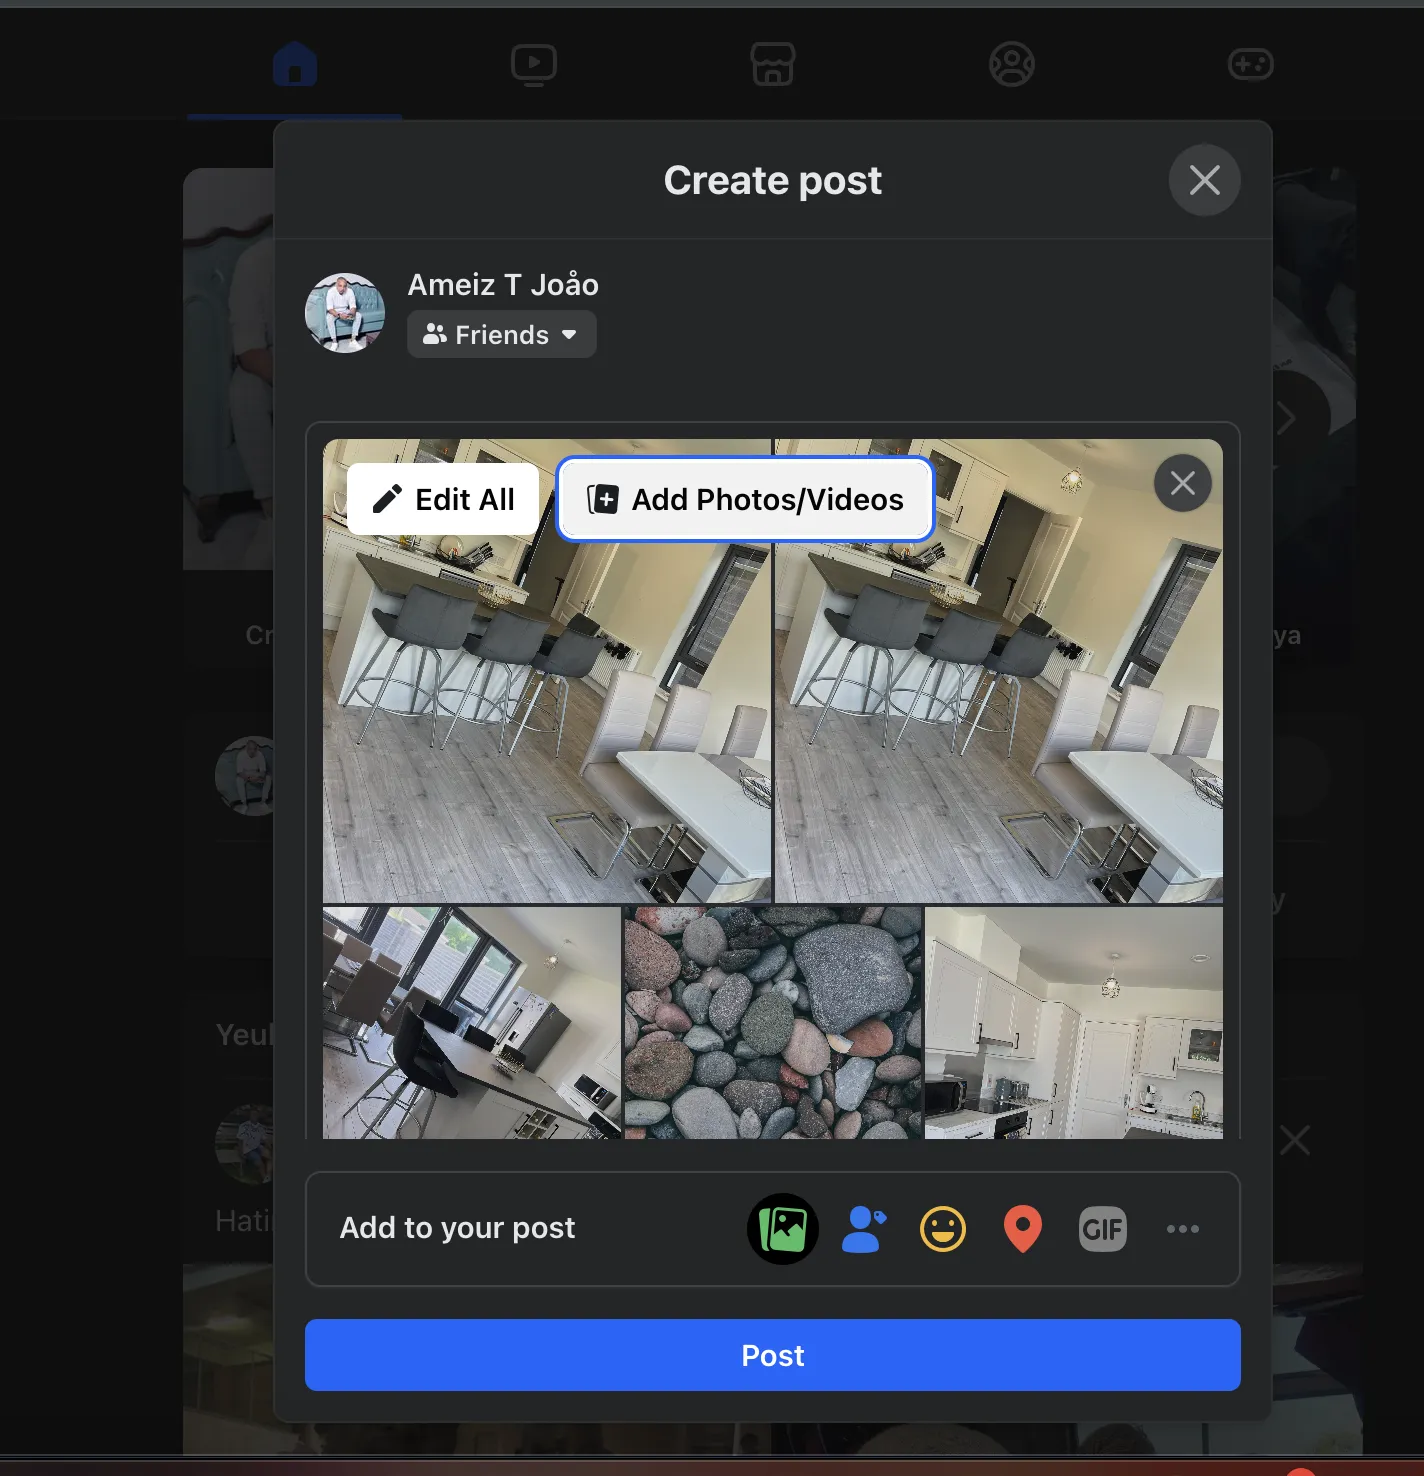 Create post
Ameiz T Joåo
Friends
Edit All
Add Photos/Videos
Cr
ya
y
Yeul
Hati
Add to your post
GIF
Post